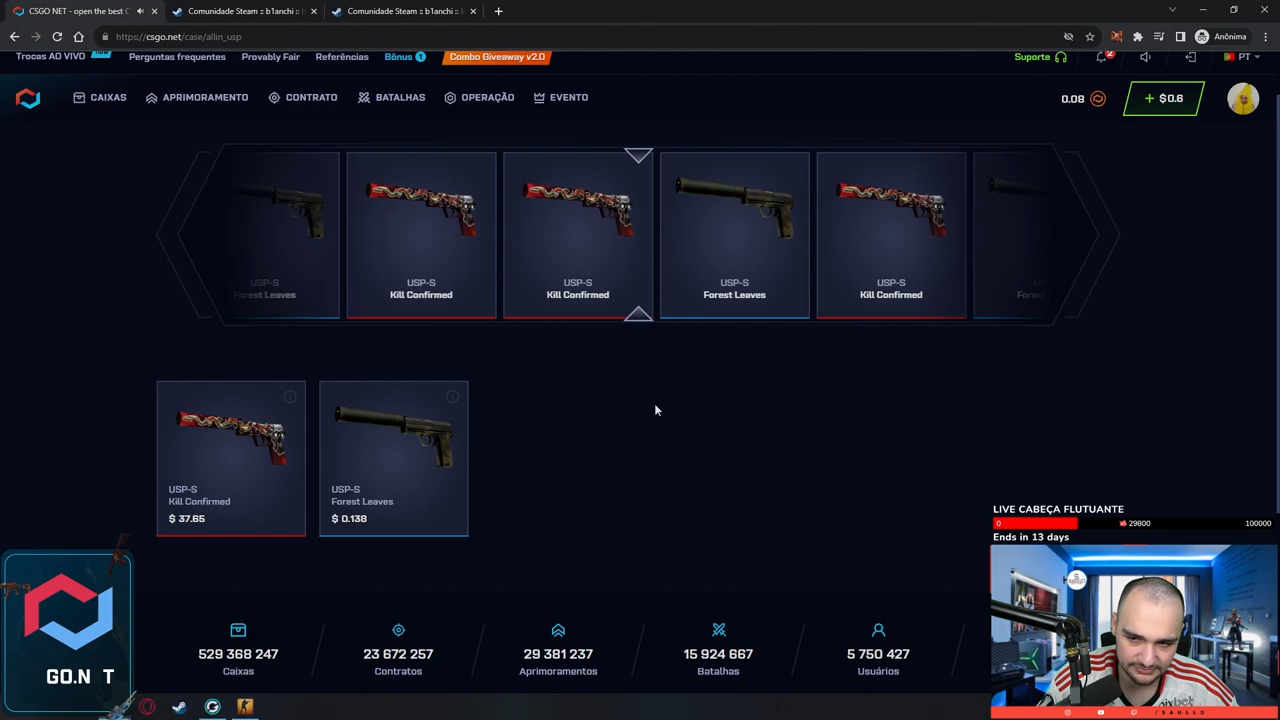 CSGO NET - open the best C
Comunidade Steam :: b1anchi :: I
Comunidade Steam :: b1anchi :: I
https://csgo.net/case/allin_usp
Anônima
Trocas AO VIVO
Perguntas frequentes
Provably Fair
Referências
Bônus 1
Combo Giveaway v2.0
Suporte
2
PT
CAIXAS
APRIMORAMENTO
CONTRATO
BATALHAS
OPERAÇÃO
EVENTO
0.08
+ $0.6
USP-S
Forest Leaves
USP-S
Kill Confirmed
USP-S
Kill Confirmed
USP-S
Forest Leaves
USP-S
Kill Confirmed
USP-S
Kill Confirmed
$ 37.65
USP-S
Forest Leaves
$ 0.138
LIVE CABEÇA FLUTUANTE
0 29800 100000
Ends in 13 days
GO.N T
529 368 247
Caixas
23 672 257
Contratos
29 381 237
Aprimoramentos
15 924 667
Batalhas
5 750 427
Usuários
pixbet
/SAULLO